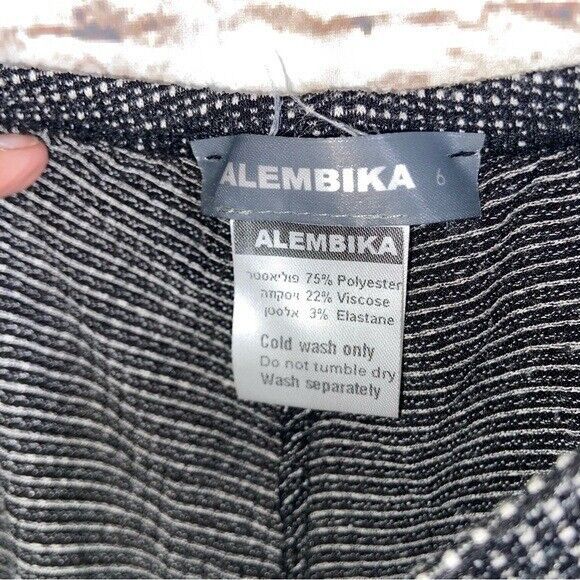 ALEMBIKA 6
ALEMBIKA
פוליאסטר 75% Polyester
ויסקוזה 22% Viscose
אלסטן 3% Elastane
Cold wash only
Do not tumble dry
Wash separately